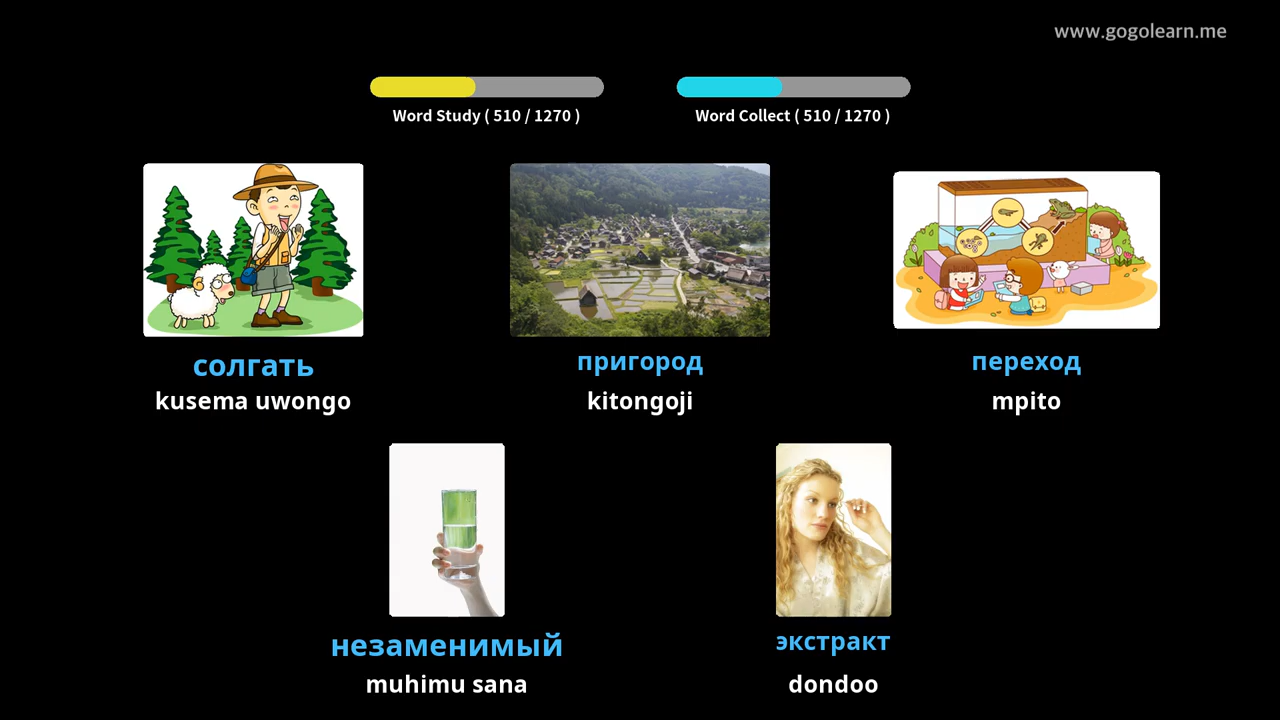 www.gogolearn.me
Word Study ( 510 / 1270 )
Word Collect ( 510 / 1270 )
солгать
kusema uwongo
пригород
kitongoji
переход
mpito
незаменимый
muhimu sana
экстракт
dondoo